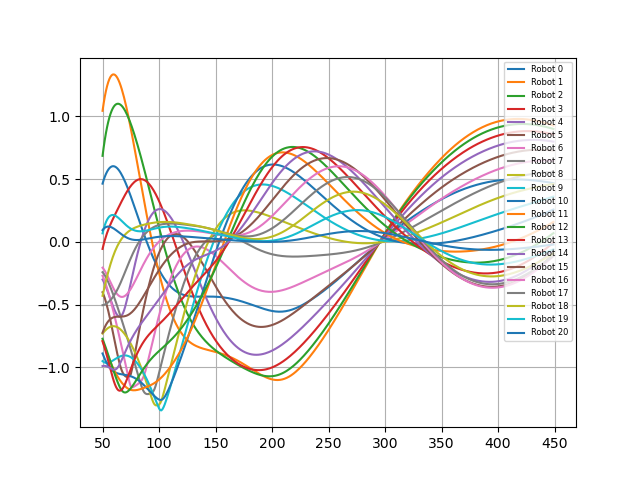 1.0
0.5
0.0
−0.5
−1.0
50
100
150
200
250
300
350
400
450
Robot 0
Robot 1
Robot 2
Robot 3
Robot 4
Robot 5
Robot 6
Robot 7
Robot 8
Robot 9
Robot 10
Robot 11
Robot 12
Robot 13
Robot 14
Robot 15
Robot 16
Robot 17
Robot 18
Robot 19
Robot 20